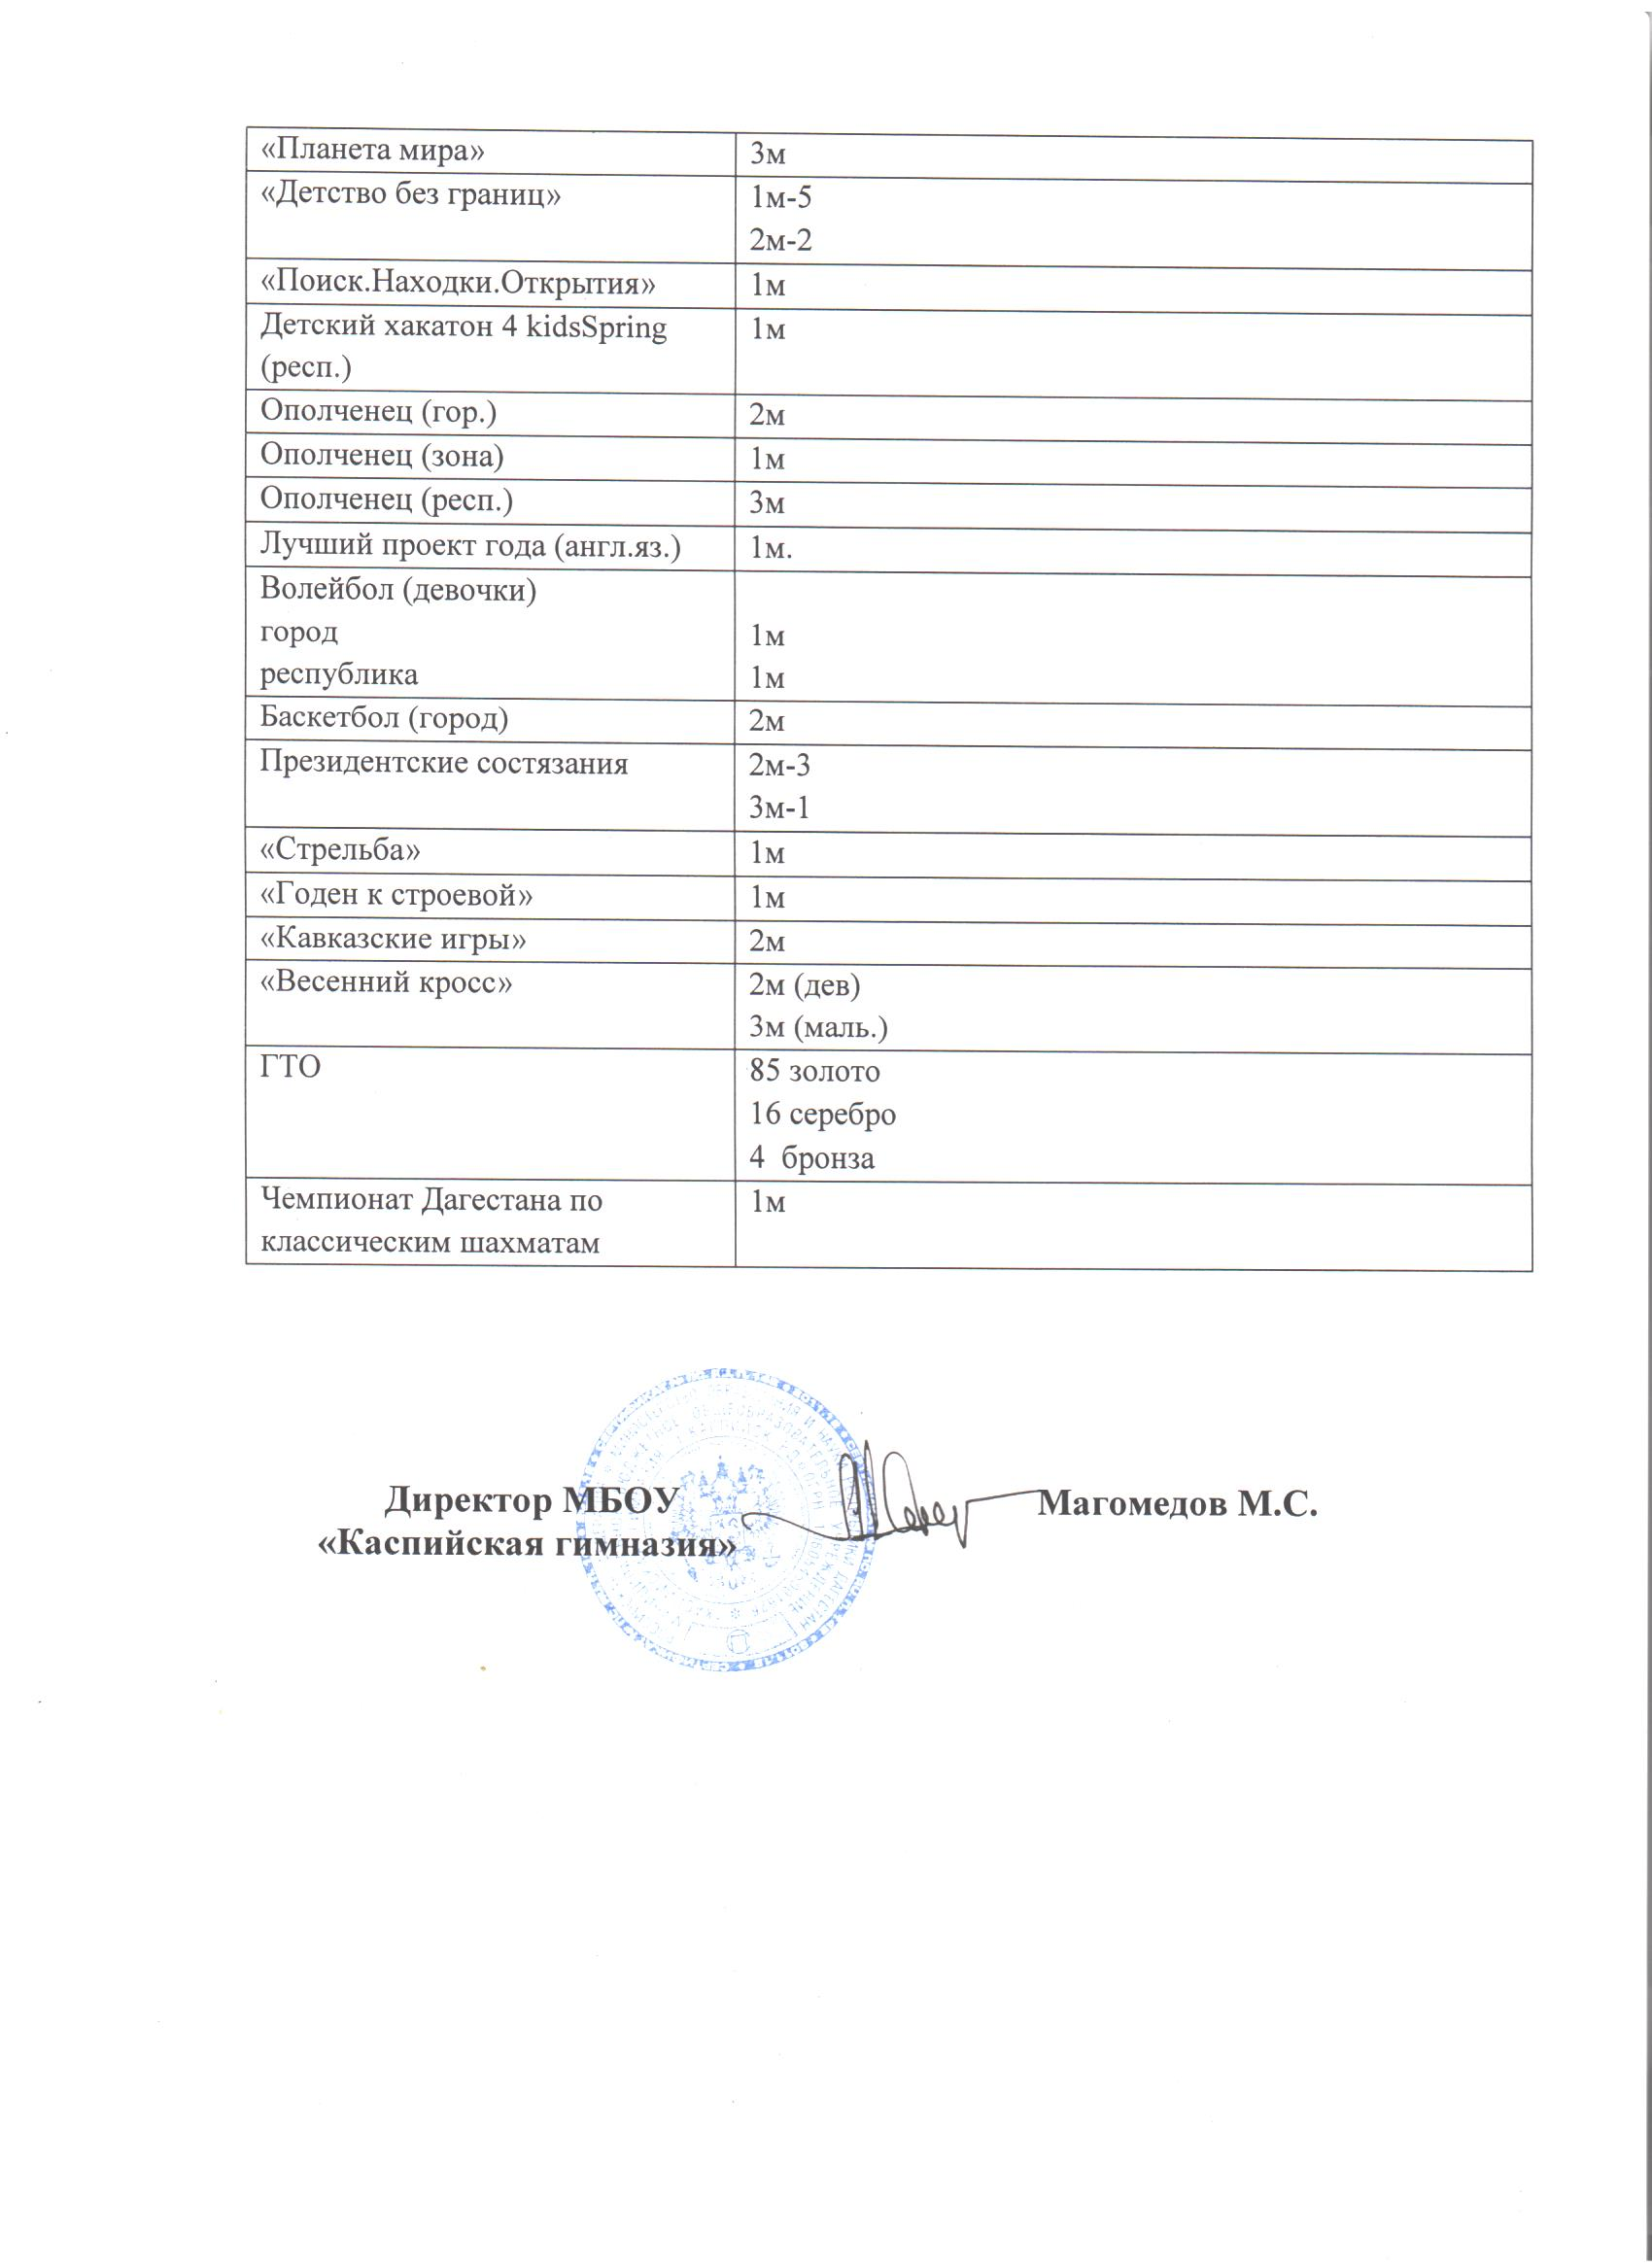 «Планета мира» 3м
«Детство без границ» 1м-5
2м-2
«Поиск.Находки.Открытия» 1м
Детский хакатон 4 kidsSpring 1м
(респ.)
Ополченец (гор.) 2м
Ополченец (зона) 1м
Ополченец (респ.) 3м
Лучший проект года (англ.яз.) 1м.
Волейбол (девочки)
город 1м
республика 1м
Баскетбол (город) 2м
Президентские состязания 2м-3
3м-1
«Стрельба» 1м
«Годен к строевой» 1м
«Кавказские игры» 2м
«Весенний кросс» 2м (дев)
3м (маль.)
ГТО 85 золото
16 серебро
4 бронза
Чемпионат Дагестана по 1м
классическим шахматам
Директор МБОУ Магомедов М.С.
«Каспийская гимназия»